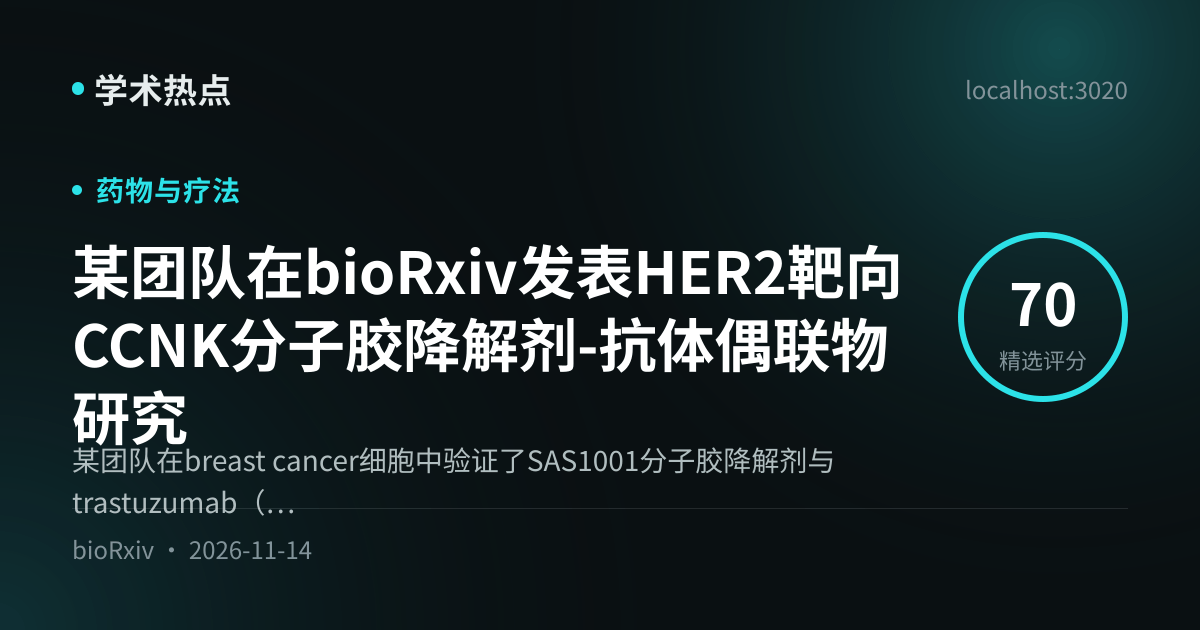 学术热点
localhost:3020
药物与疗法
某团队在bioRxiv发表HER2靶向
CCNK分子胶降解剂-抗体偶联物
研究
70
精选评分
某团队在breast cancer细胞中验证了SAS1001分子胶降解剂与
trastuzumab（…
bioRxiv · 2026-11-14